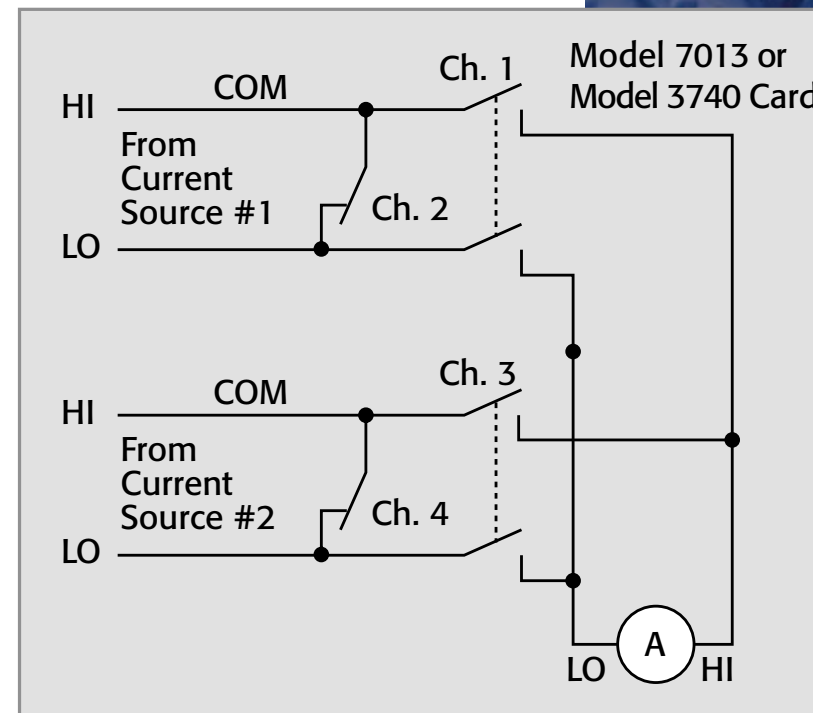 Model 7013 or
Model 3740 Card
Ch. 1
HI
COM
From
Current
Source #1
Ch. 2
LO
Ch. 3
HI
COM
From
Current
Source #2
Ch. 4
LO
A
LO
HI